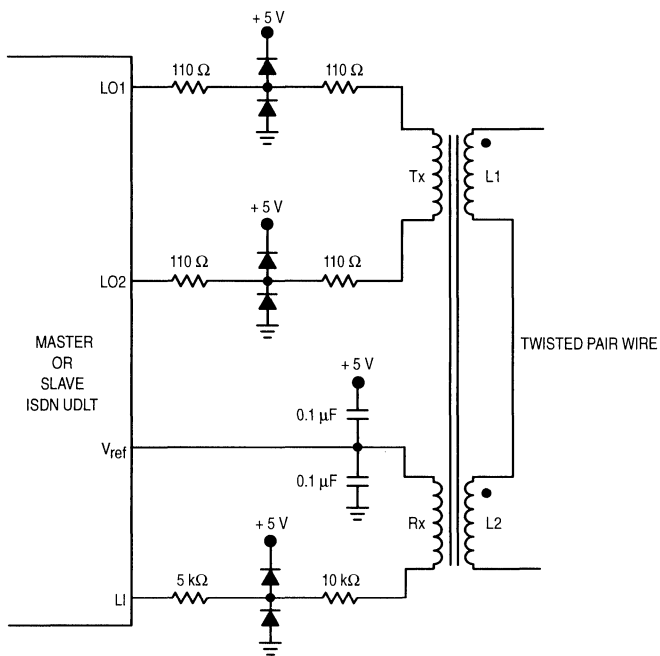 + 5 V
110 Ω
110 Ω
LO1
Tx
L1
+ 5 V
110 Ω
110 Ω
LO2
MASTER
OR
SLAVE
ISDN UDLT
TWISTED PAIR WIRE
+ 5 V
0.1 µF
Vref
0.1 µF
Rx
L2
+ 5 V
5 kΩ
10 kΩ
LI